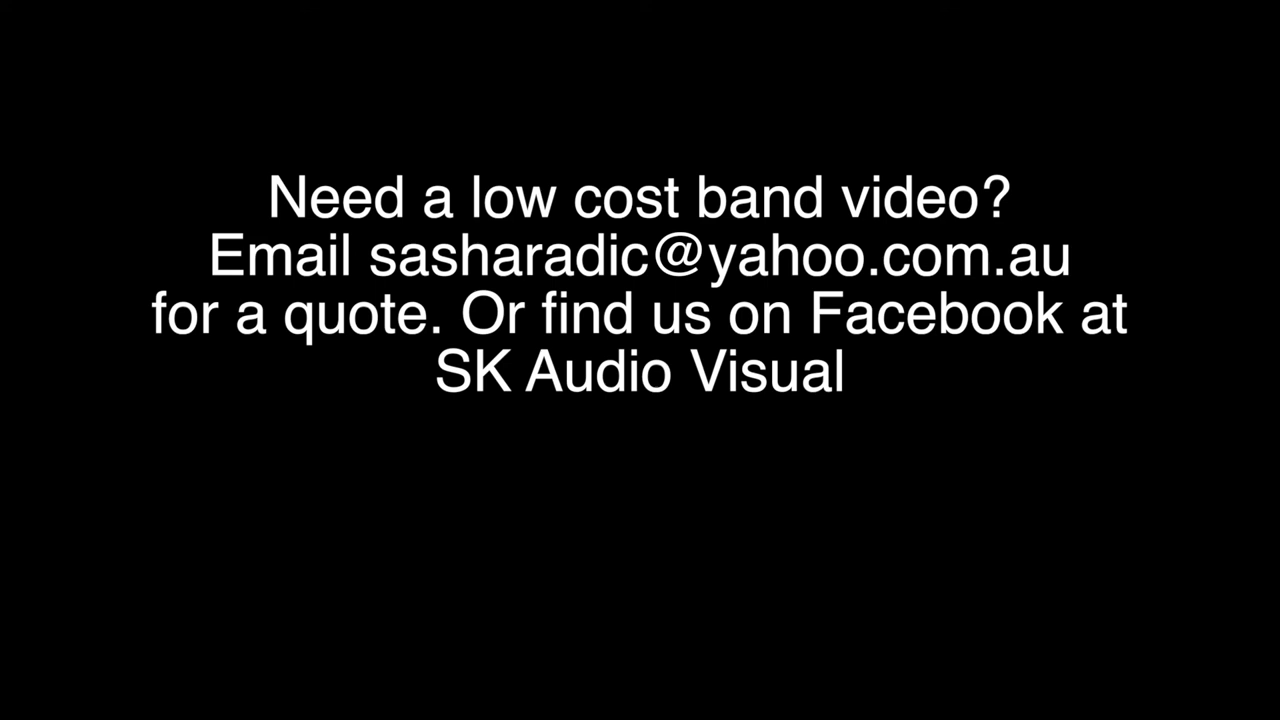 Need a low cost band video?
Email sasharadic@yahoo.com.au
for a quote. Or find us on Facebook at
SK Audio Visual